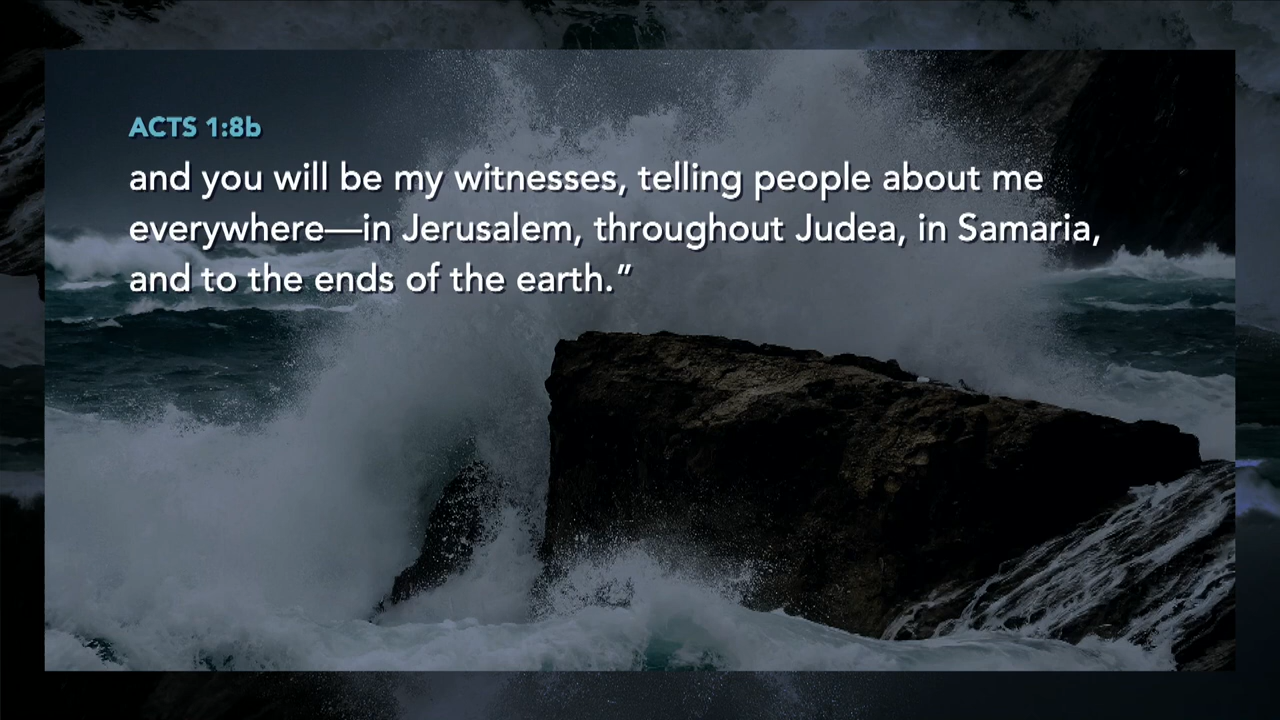 ACTS 1:8b
and you will be my witnesses, telling people about me
everywhere—in Jerusalem, throughout Judea, in Samaria,
and to the ends of the earth.”